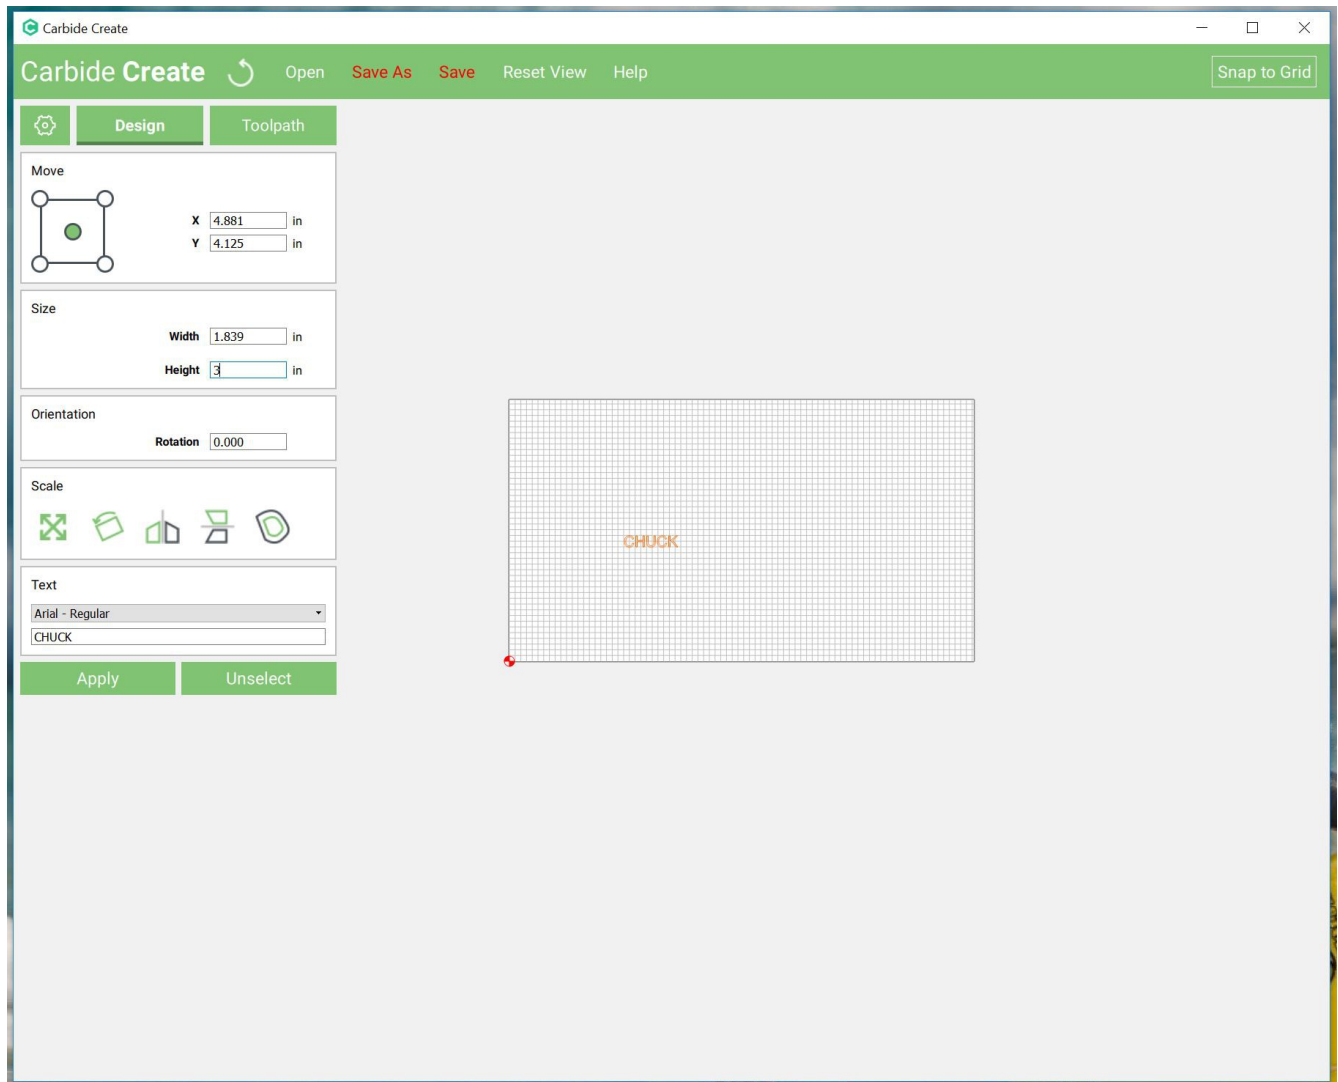 Carbide Create
Carbide Create Open Save As Save Reset View Help Snap to Grid
Design Toolpath
Move
X 4.881 in
Y 4.125 in
Size
Width 1.839 in
Height 3 in
Orientation
Rotation 0.000
Scale
Text
Arial - Regular
CHUCK
Apply Unselect
CHUCK